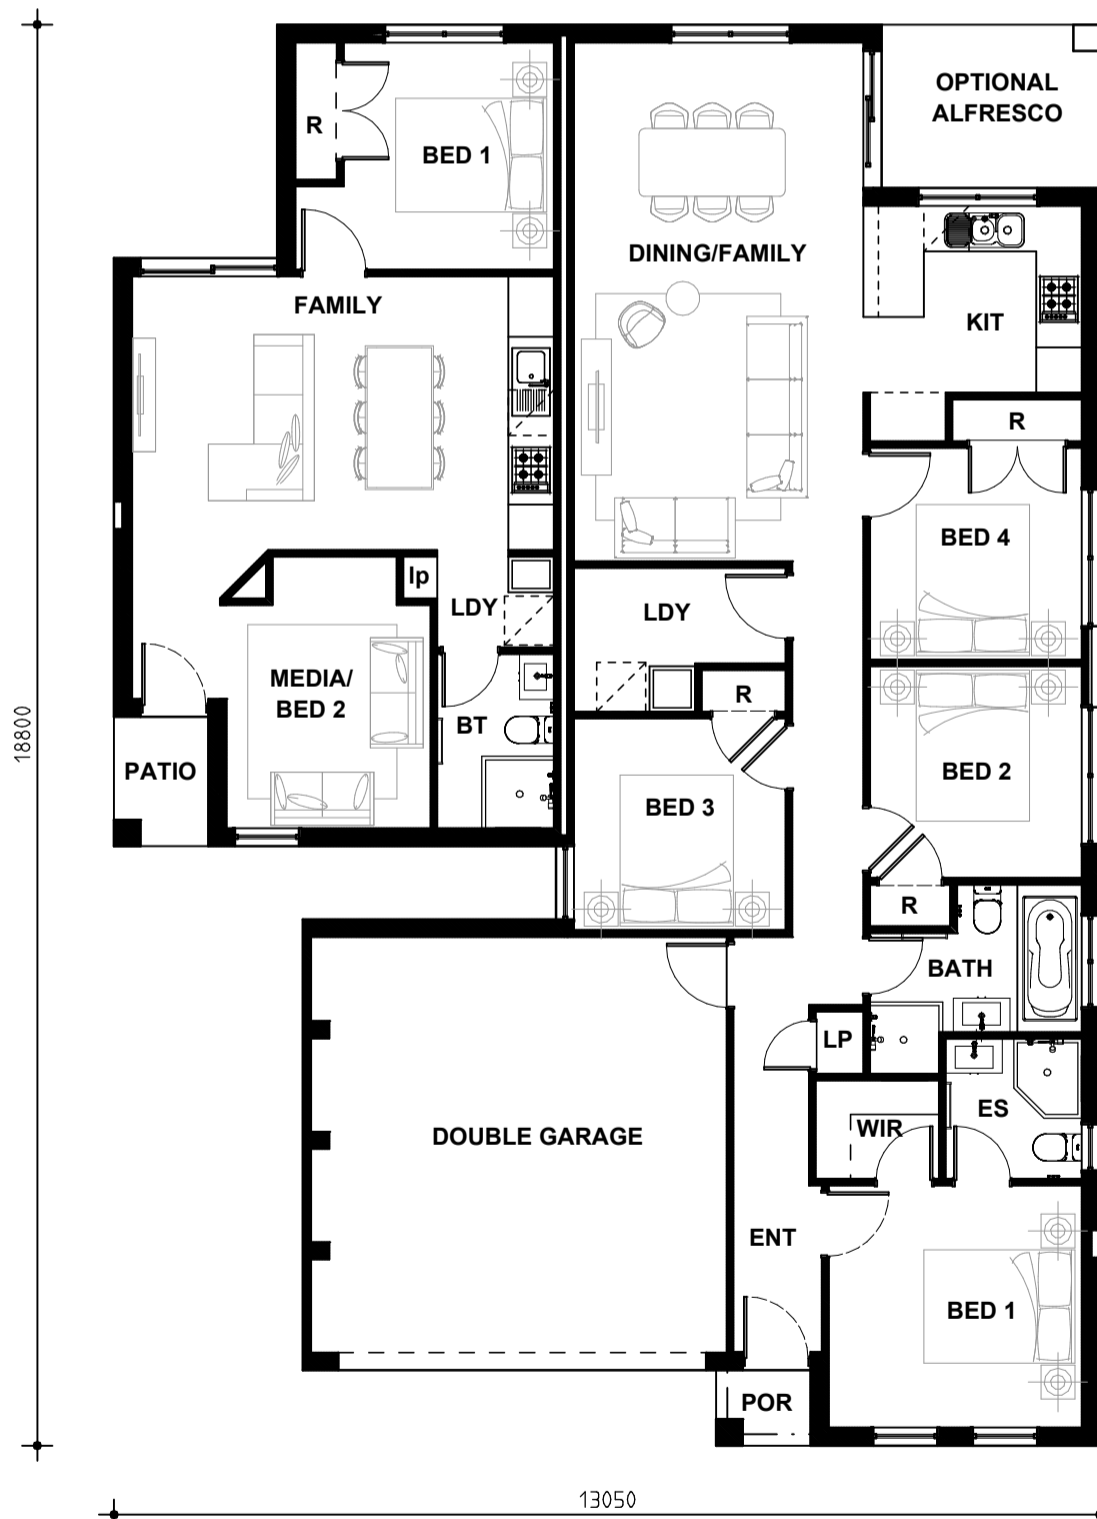 OPTIONAL
ALFRESCO
R
BED 1
DINING/FAMILY
FAMILY
KIT
R
BED 4
lp
LDY
LDY
MEDIA/
BED 2
R
BT
PATIO
BED 2
BED 3
18800
R
BATH
LP
ES
WIR
DOUBLE GARAGE
ENT
BED 1
POR
13050